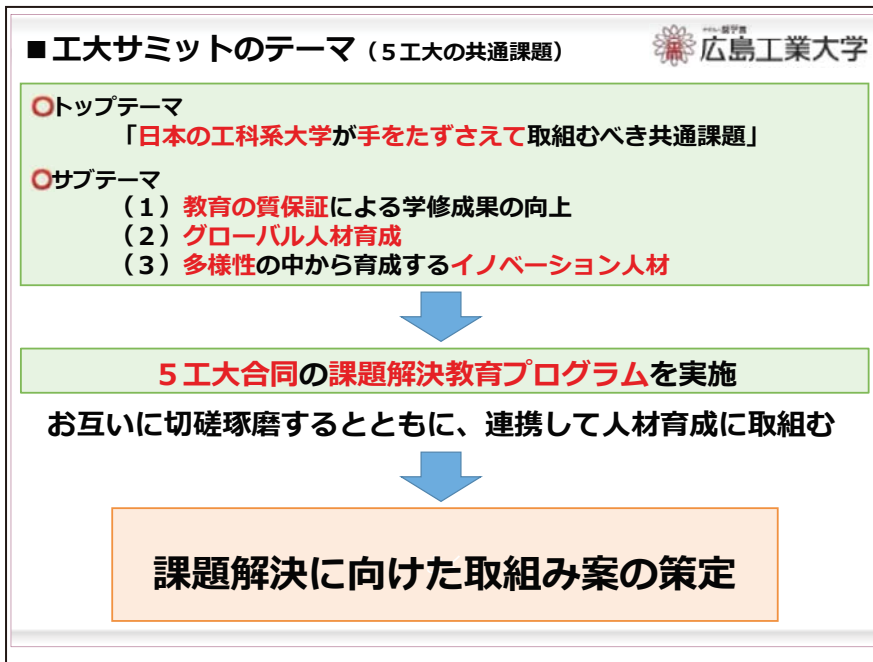 ■工大サミットのテーマ（５工大の共通課題）
広島工業大学
トップテーマ
「日本の工科系大学が手をたずさえて取組むべき共通課題」
サブテーマ
（１）教育の質保証による学修成果の向上
（２）グローバル人材育成
（３）多様性の中から育成するイノベーション人材
５工大合同の課題解決教育プログラムを実施
お互いに切磋琢磨するとともに、連携して人材育成に取組む
課題解決に向けた取組み案の策定